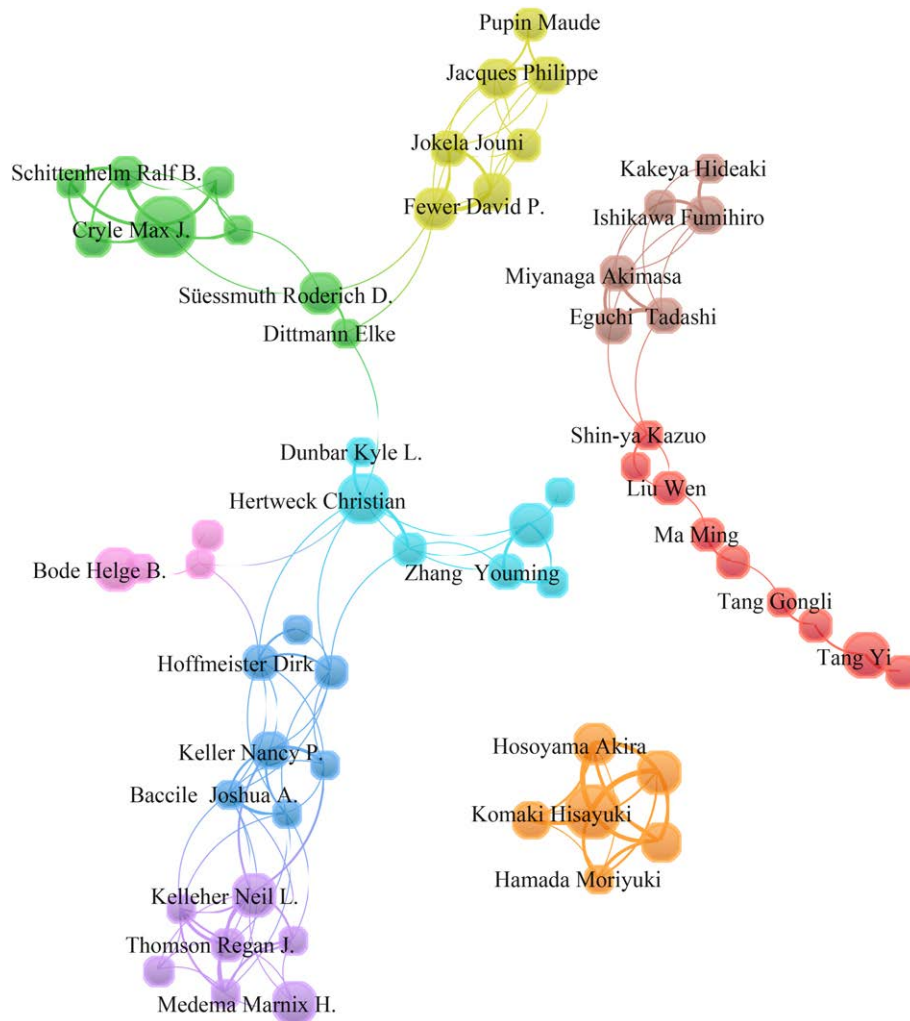 Pupin Maude
Jacques Philippe
Jokela Jouni
Fewer David P.
Schittenhelm Ralf B.
Cryle Max J.
Süessmuth Roderich D.
Dittmann Elke
Kakeya Hideaki
Ishikawa Fumihiro
Miyanaga Akimasa
Eguchi Tadashi
Shin-ya Kazuo
Liu Wen
Ma Ming
Tang Gongli
Tang Yi
Dunbar Kyle L.
Hertweck Christian
Zhang Youming
Bode Helge B.
Hoffmeister Dirk
Keller Nancy P.
Baccile Joshua A.
Kelleher Neil L.
Thomson Regan J.
Medema Marnix H.
Hosoyama Akira
Komaki Hisayuki
Hamada Moriyuki